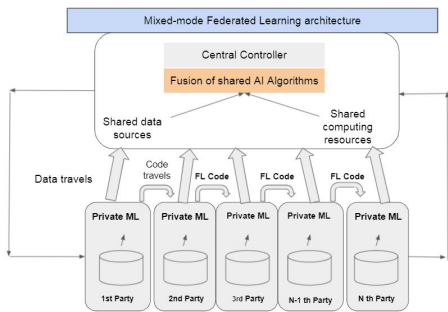 Mixed-mode Federated Learning architecture
Central Controller
Fusion of shared AI Algorithms
Shared data
sources
Shared
computing
resources
Data travels
Code
travels
FL Code
FL Code
FL Code
Private ML
Private ML
Private ML
Private ML
Private ML
1st Party
2nd Party
3rd Party
N-1 th Party
N th Party